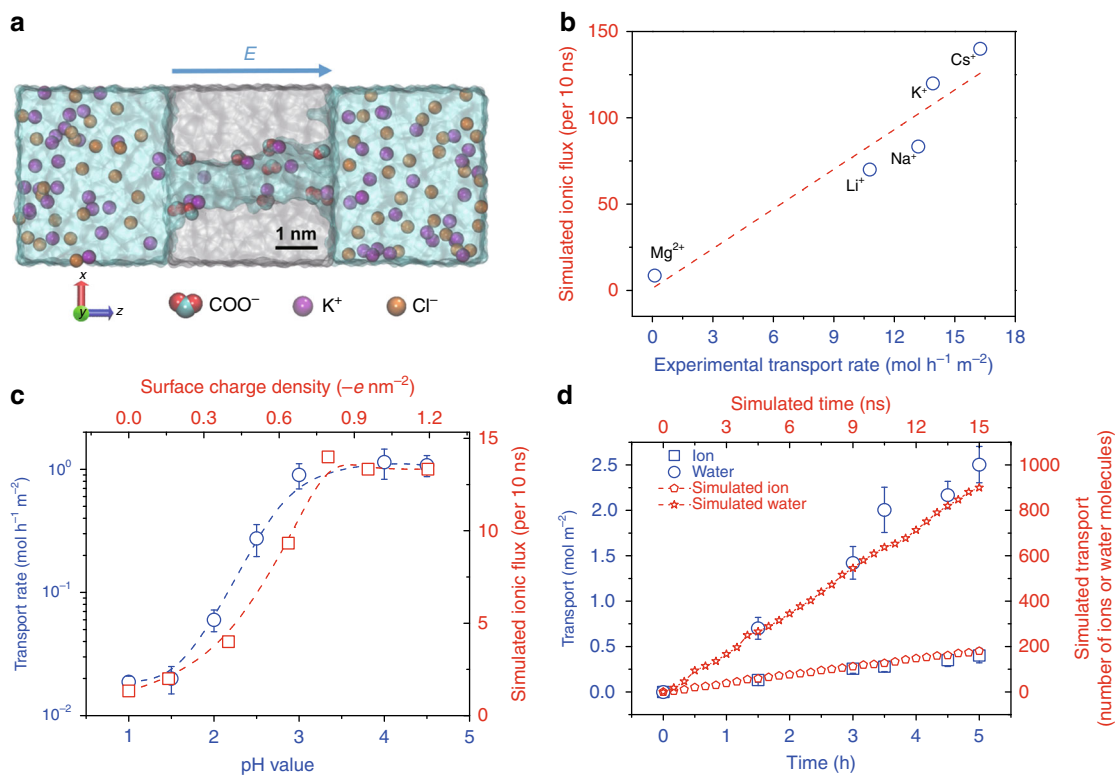 a
E
1 nm
x
y
z
COO⁻
K⁺
Cl⁻
b
Simulated ionic flux (per 10 ns)
150
100
50
0
Cs⁺
K⁺
Na⁺
Li⁺
Mg²⁺
0 3 6 9 12 15 18
Experimental transport rate (mol h⁻¹ m⁻²)
c
Surface charge density (–e nm⁻²)
0.0 0.3 0.6 0.9 1.2
Transport rate (mol h⁻¹ m⁻²)
10⁰
10⁻¹
10⁻²
15
10
5
0
Simulated ionic flux (per 10 ns)
1 2 3 4 5
pH value
d
Simulated time (ns)
0 3 6 9 12 15
Transport (mol m⁻²)
2.5
2.0
1.5
1.0
0.5
0.0
Ion
Water
Simulated ion
Simulated water
1000
800
600
400
200
0
Simulated transport
(number of ions or water molecules)
0 1 2 3 4 5
Time (h)